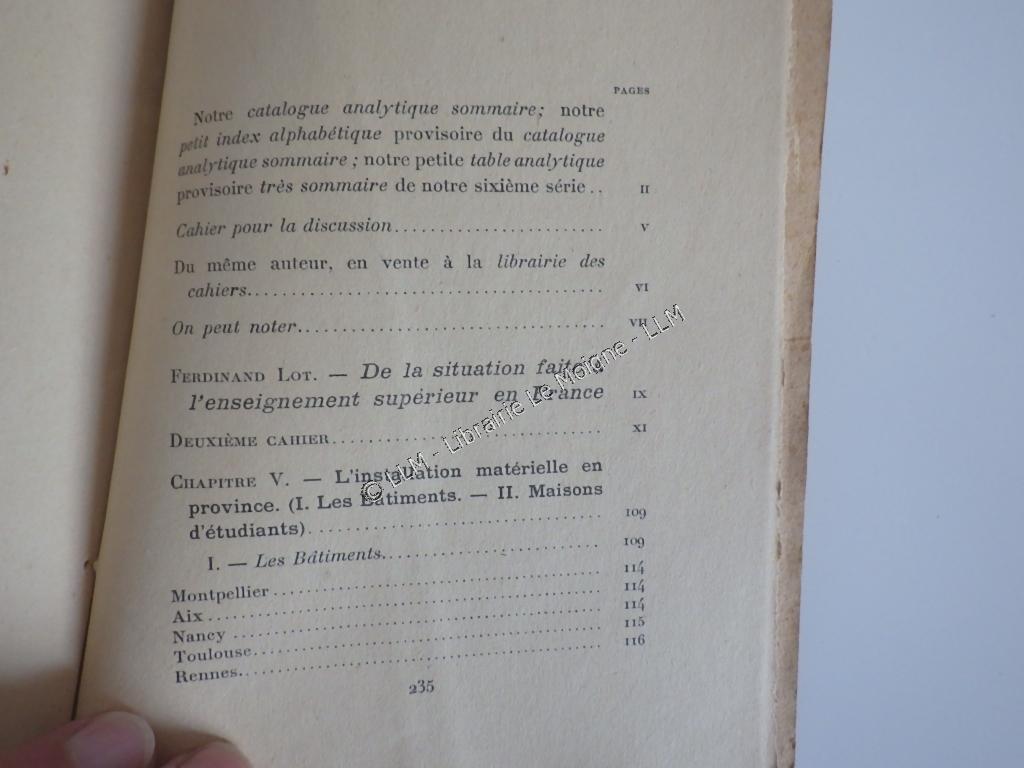 PAGES
Notre catalogue analytique sommaire; notre
petit index alphabétique provisoire du catalogue
analytique sommaire ; notre petite table analytique
provisoire très sommaire de notre sixième série .. II
Cahier pour la discussion........................ V
Du même auteur, en vente à la librairie des
cahiers......................................... VI
On peut noter................................... VII
FERDINAND LOT. — De la situation faite à
l'enseignement supérieur en France IX
DEUXIÈME CAHIER............................... XI
CHAPITRE V. — L'installation matérielle en
province. (I. Les Bâtiments. — II. Maisons
d'étudiants)................................... 109
I. — Les Bâtiments......................... 109
Montpellier..................................... 114
Aix............................................. 114
Nancy........................................... 114
Toulouse........................................ 115
Rennes.......................................... 116
235
© LLM - Librairie Le Moigne - LLM